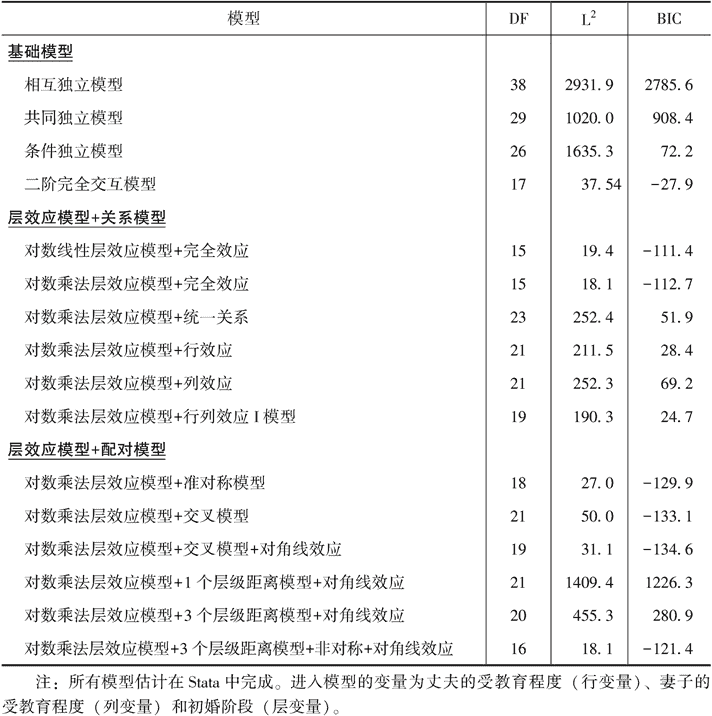 模型 DF L² BIC
基础模型
相互独立模型 38 2931.9 2785.6
共同独立模型 29 1020.0 908.4
条件独立模型 26 1635.3 72.2
二阶完全交互模型 17 37.54 -27.9
层效应模型+关系模型
对数线性层效应模型+完全效应 15 19.4 -111.4
对数乘法层效应模型+完全效应 15 18.1 -112.7
对数乘法层效应模型+统一关系 23 252.4 51.9
对数乘法层效应模型+行效应 21 211.5 28.4
对数乘法层效应模型+列效应 21 252.3 69.2
对数乘法层效应模型+行列效应 I 模型 19 190.3 24.7
层效应模型+配对模型
对数乘法层效应模型+准对称模型 18 27.0 -129.9
对数乘法层效应模型+交叉模型 21 50.0 -133.1
对数乘法层效应模型+交叉模型+对角线效应 19 31.1 -134.6
对数乘法层效应模型+1 个层级距离模型+对角线效应 21 1409.4 1226.3
对数乘法层效应模型+3 个层级距离模型+对角线效应 20 455.3 280.9
对数乘法层效应模型+3 个层级距离模型+非对称+对角线效应 16 18.1 -121.4
注：所有模型估计在 Stata 中完成。进入模型的变量为丈夫的受教育程度（行变量）、妻子的
受教育程度（列变量）和初婚阶段（层变量）。